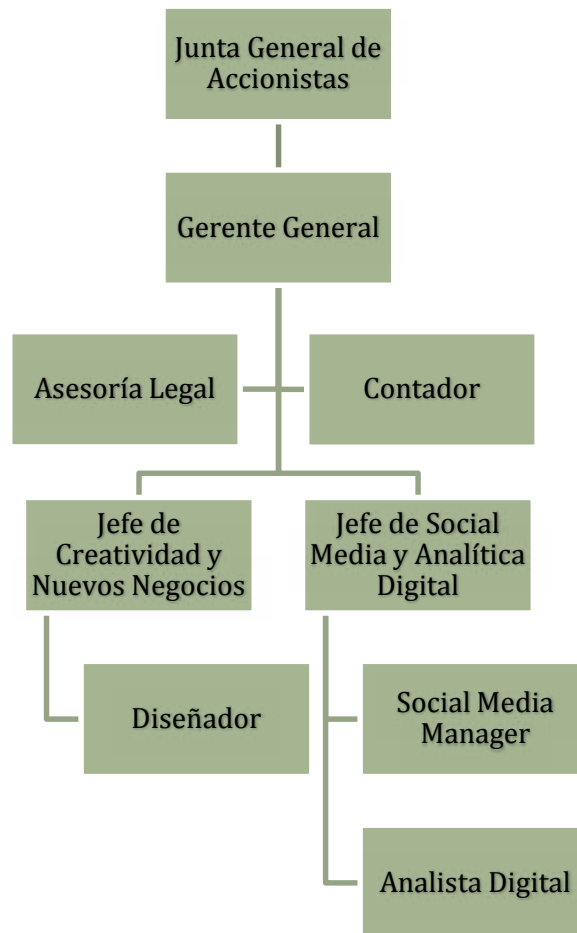 Junta General de
Accionistas
Gerente General
Asesoría Legal
Contador
Jefe de
Creatividad y
Nuevos Negocios
Jefe de Social
Media y Analítica
Digital
Diseñador
Social Media
Manager
Analista Digital